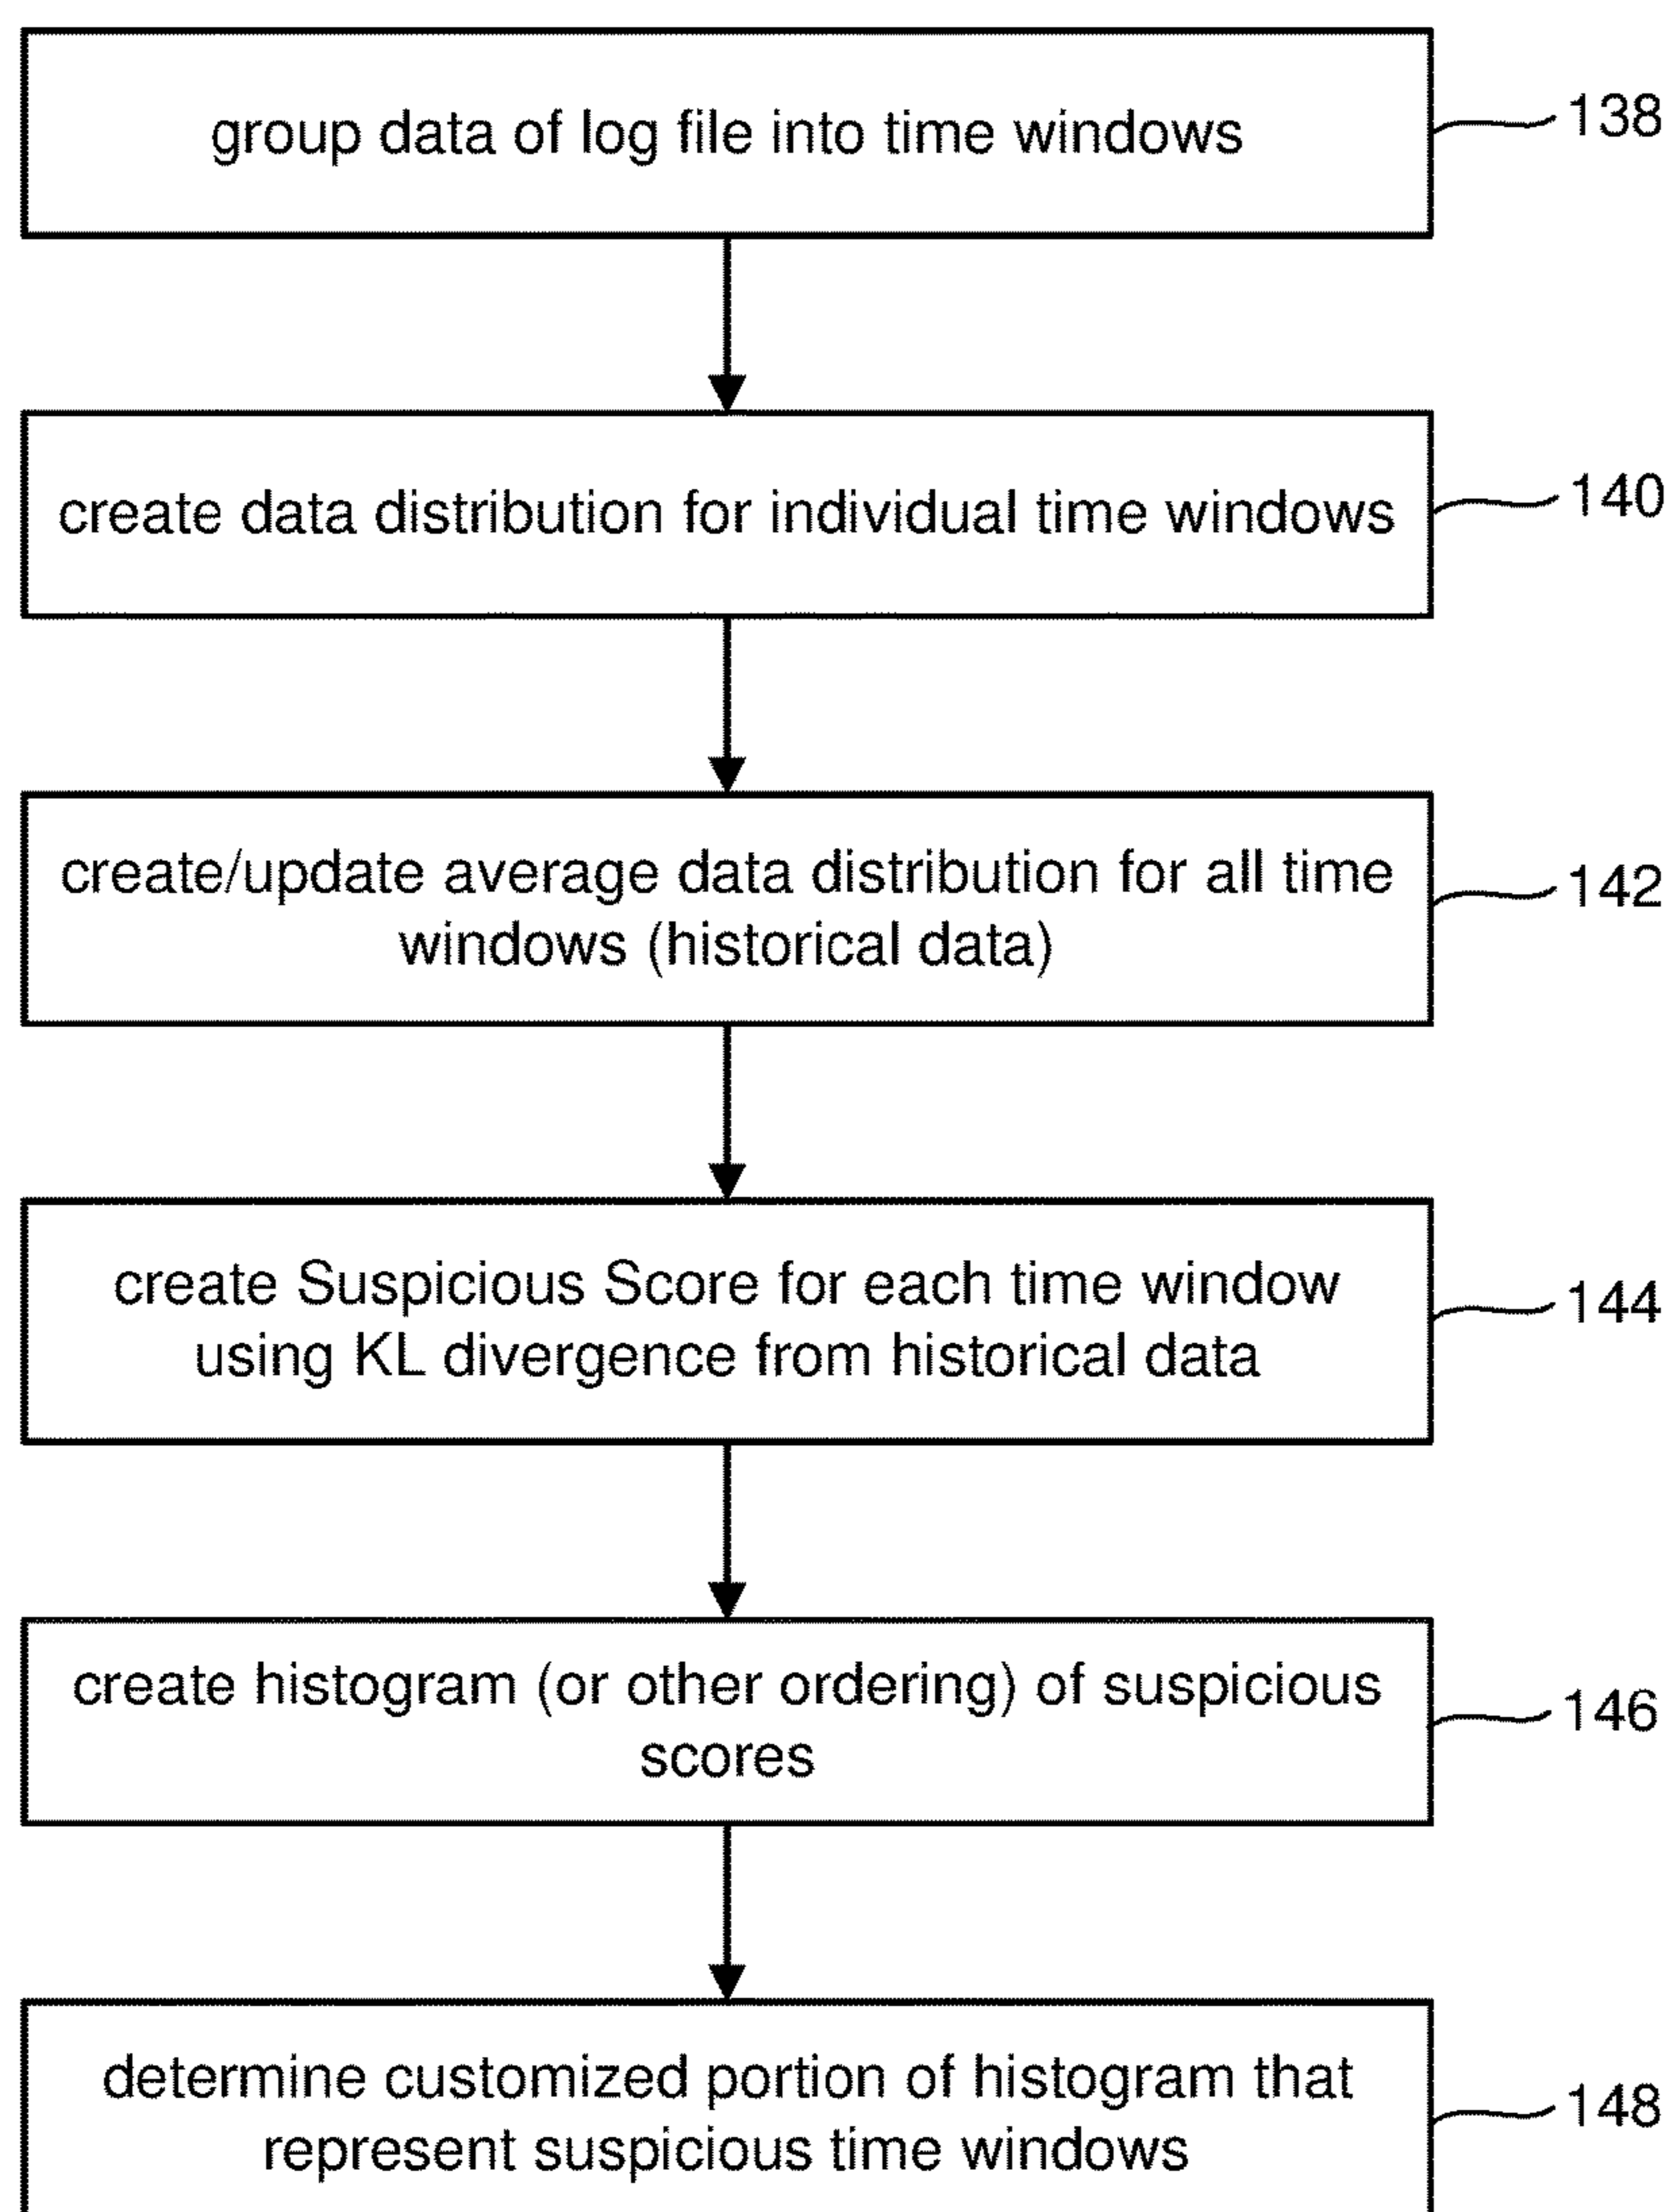 group data of log file into time windows
138
create data distribution for individual time windows
140
create/update average data distribution for all time
windows (historical data)
142
create Suspicious Score for each time window
using KL divergence from historical data
144
create histogram (or other ordering) of suspicious
scores
146
determine customized portion of histogram that
represent suspicious time windows
148